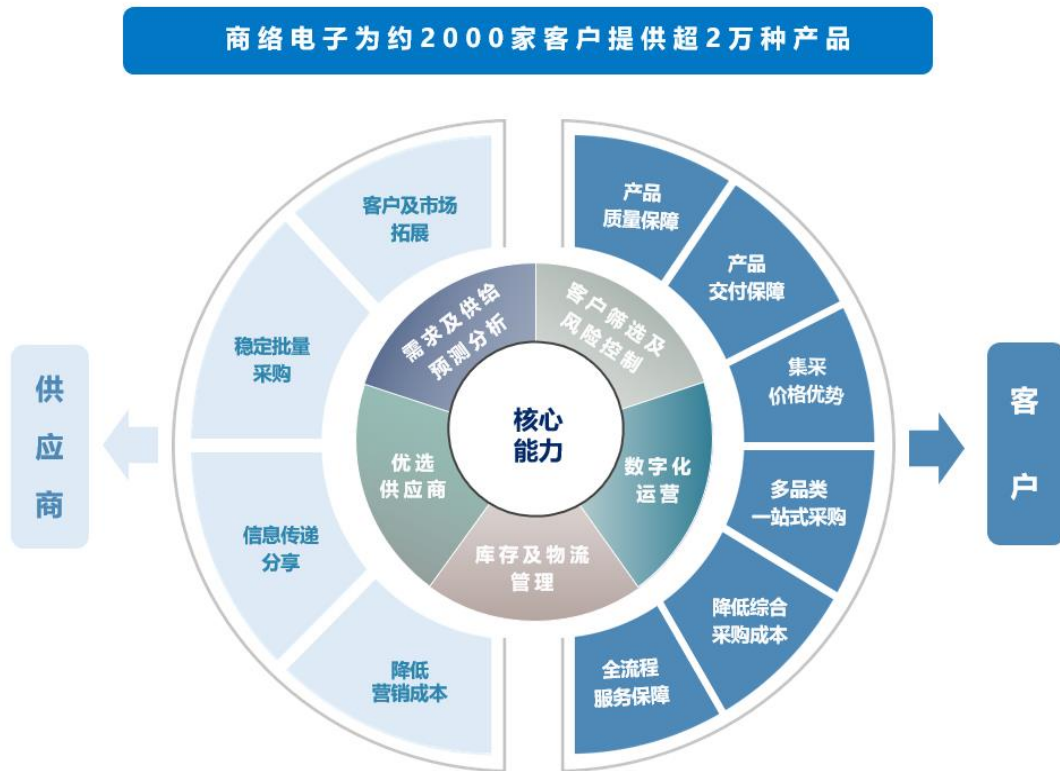 商络电子为约2000家客户提供超2万种产品
客户及市场
拓展
稳定批量
采购
信息传递
分享
降低
营销成本
供
应
商
需求及供给
预测分析
客户筛选及
风险控制
优选
供应商
数字化
运营
库存及物流
管理
核心
能力
产品
质量保障
产品
交付保障
集采
价格优势
多品类
一站式采购
降低综合
采购成本
全流程
服务保障
客
户